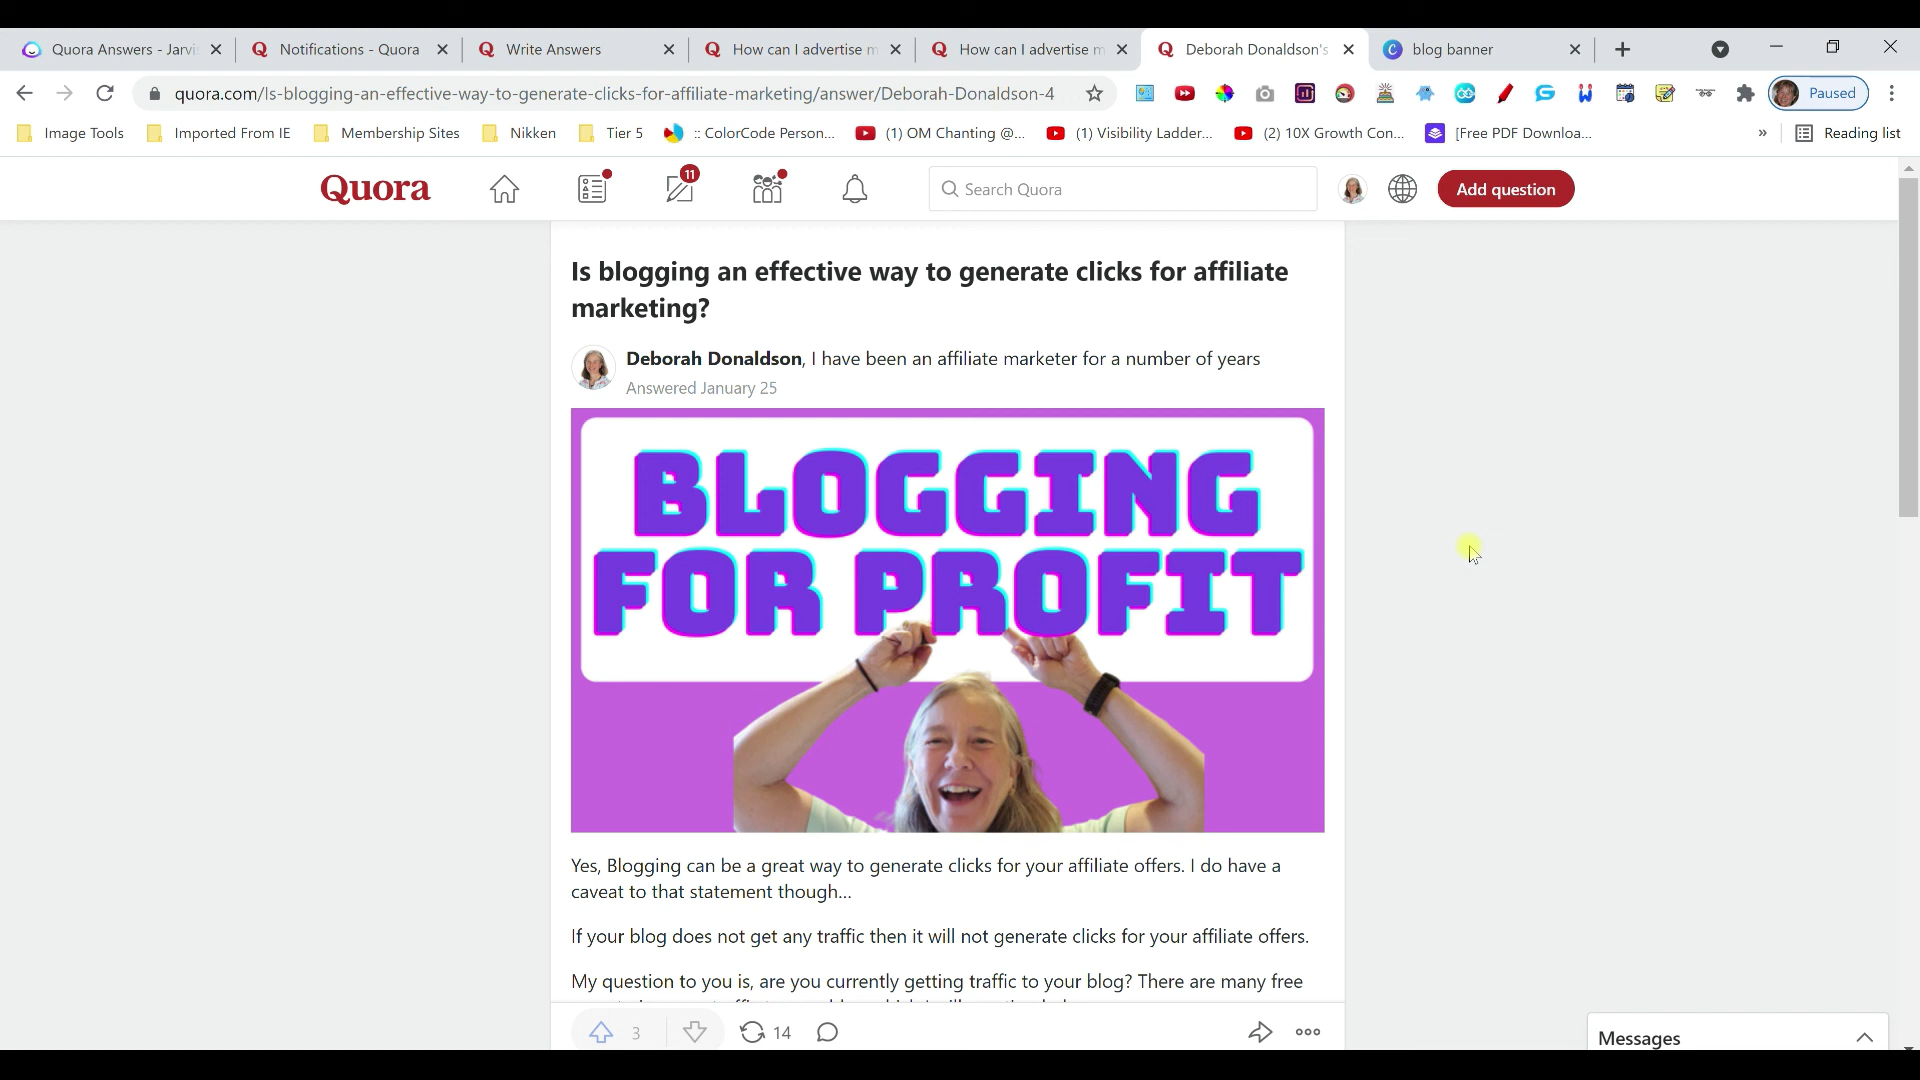 Quora Answers - Jarvis
Notifications - Quora
Write Answers
How can I advertise m
How can I advertise m
Deborah Donaldson's
blog banner
quora.com/Is-blogging-an-effective-way-to-generate-clicks-for-affiliate-marketing/answer/Deborah-Donaldson-4
Paused
Image Tools
Imported From IE
Membership Sites
Nikken
Tier 5
:: ColorCode Person...
(1) OM Chanting @...
(1) Visibility Ladder...
(2) 10X Growth Con...
[Free PDF Downloa...
»
Reading list
Quora
11
Search Quora
Add question
Is blogging an effective way to generate clicks for affiliate
marketing?
Deborah Donaldson, I have been an affiliate marketer for a number of years
Answered January 25
BLOGGING
FOR PROFIT
Yes, Blogging can be a great way to generate clicks for your affiliate offers. I do have a
caveat to that statement though...
If your blog does not get any traffic then it will not generate clicks for your affiliate offers.
My question to you is, are you currently getting traffic to your blog? There are many free
3
14
Messages